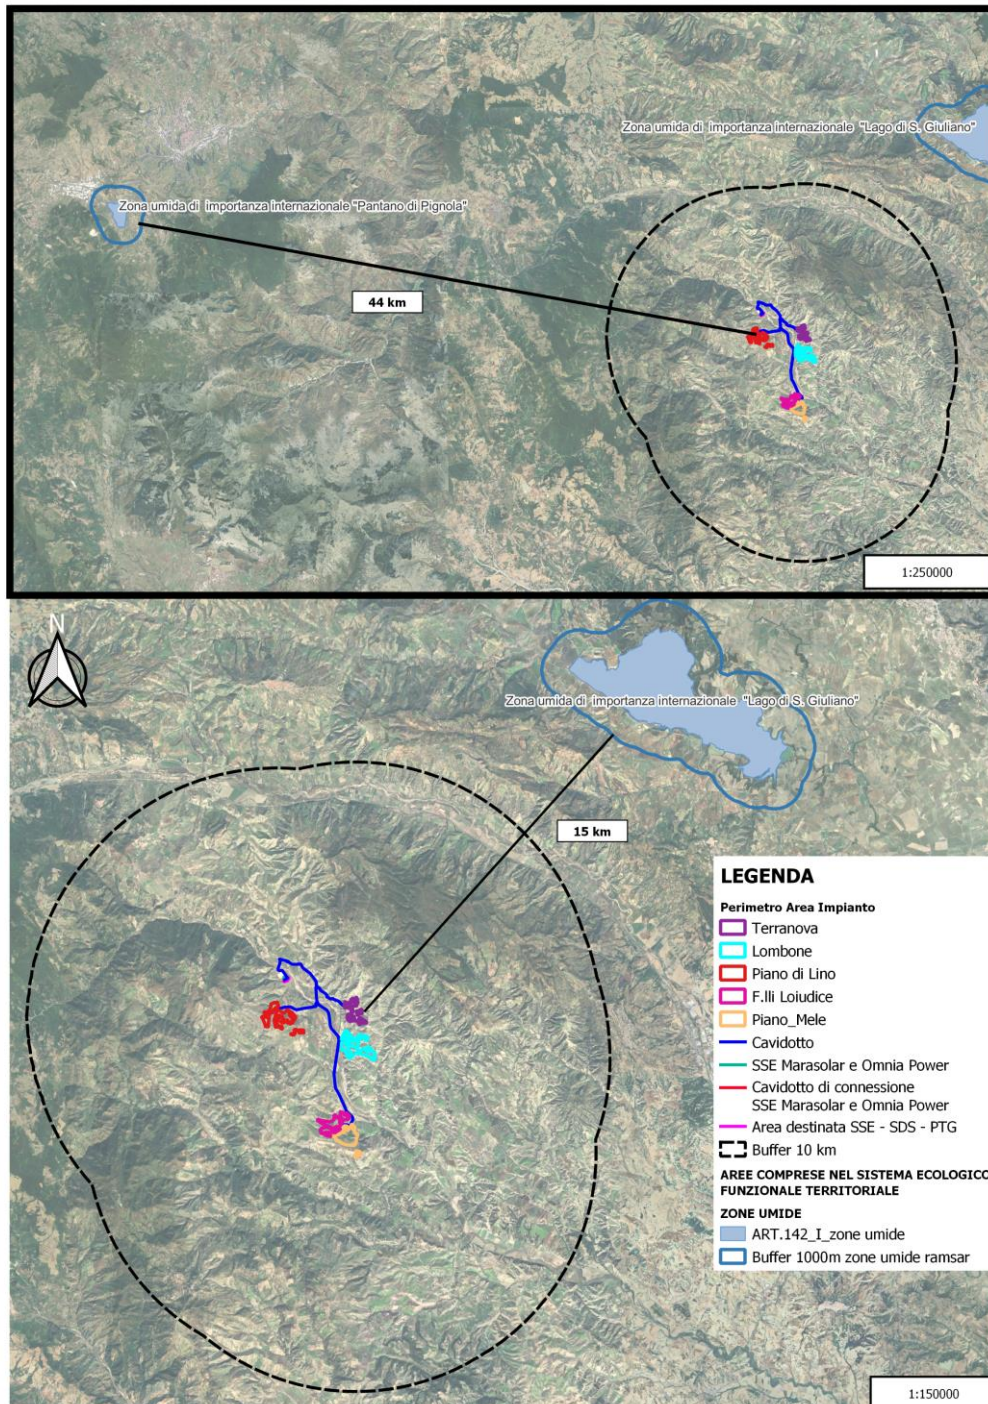 Zona umida di  importanza internazionale  "Lago di S. Giuliano"
Zona umida di  importanza internazionale "Pantano di Pignola"
44 km
1:250000
N
Zona umida di  importanza internazionale  "Lago di S. Giuliano"
15 km
LEGENDA
Perimetro Area Impianto
Terranova
Lombone
Piano di Lino
F.lli Loiudice
Piano_Mele
Cavidotto
SSE Marasolar e Omnia Power
Cavidotto di connessione
SSE Marasolar e Omnia Power
Area destinata SSE - SDS - PTG
Buffer 10 km
AREE COMPRESE NEL SISTEMA ECOLOGICO
FUNZIONALE TERRITORIALE
ZONE UMIDE
ART.142_I_zone umide
Buffer 1000m zone umide ramsar
1:150000